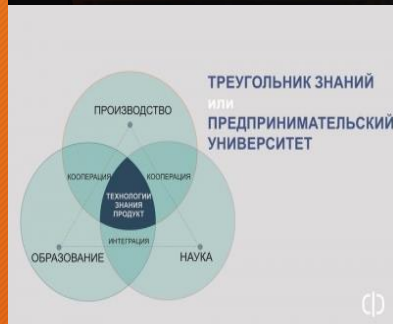 ТРЕУГОЛЬНИК ЗНАНИЙ
или
ПРЕДПРИНИМАТЕЛЬСКИЙ
УНИВЕРСИТЕТ
ПРОИЗВОДСТВО
КООПЕРАЦИЯ
КООПЕРАЦИЯ
ТЕХНОЛОГИИ
ЗНАНИЯ
ПРОДУКТ
ИНТЕГРАЦИЯ
ОБРАЗОВАНИЕ
НАУКА